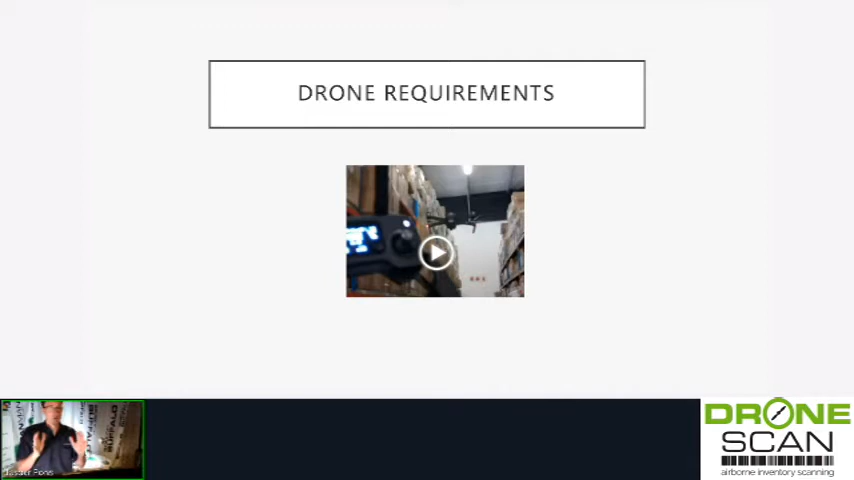 DRONE REQUIREMENTS
DRONE
SCAN
airborne inventory scanning